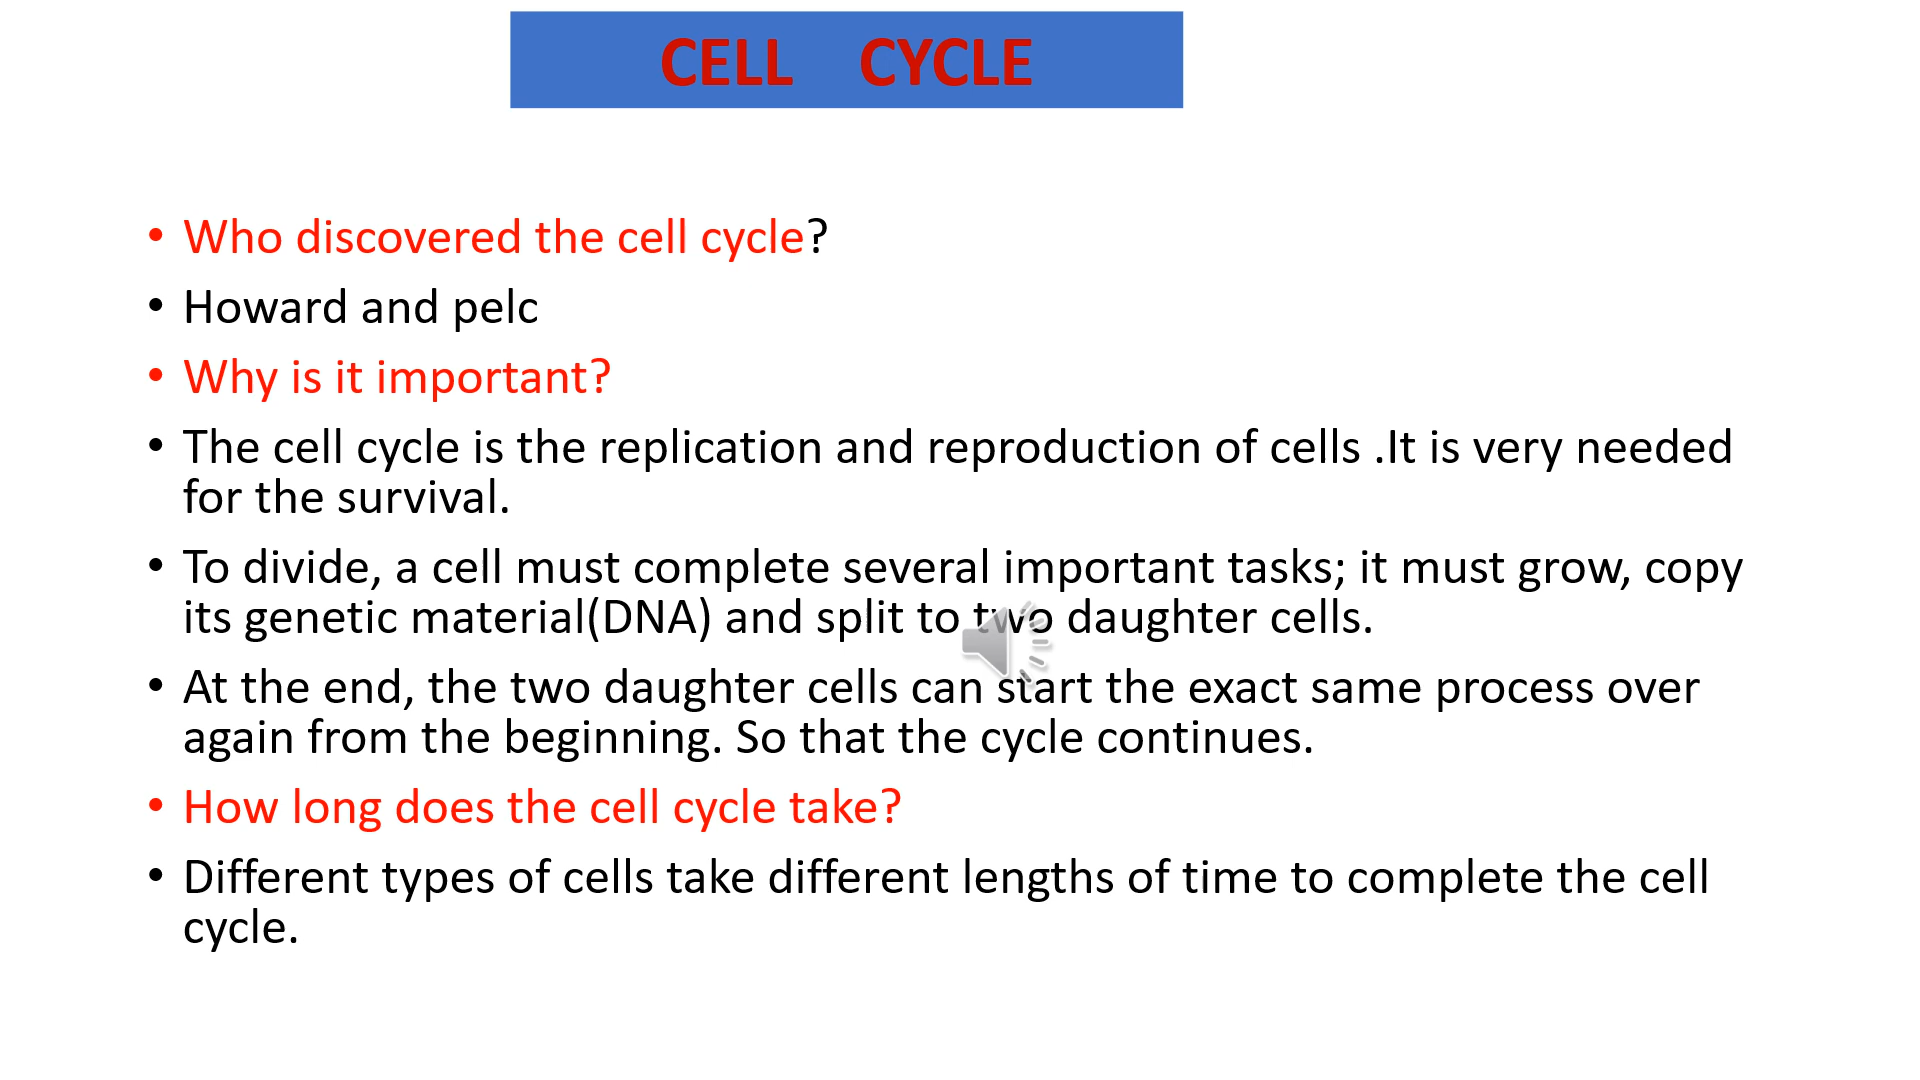 CELL CYCLE
• Who discovered the cell cycle?
• Howard and pelc
• Why is it important?
• The cell cycle is the replication and reproduction of cells .It is very needed
for the survival.
• To divide, a cell must complete several important tasks; it must grow, copy
its genetic material(DNA) and split to two daughter cells.
• At the end, the two daughter cells can start the exact same process over
again from the beginning. So that the cycle continues.
• How long does the cell cycle take?
• Different types of cells take different lengths of time to complete the cell
cycle.